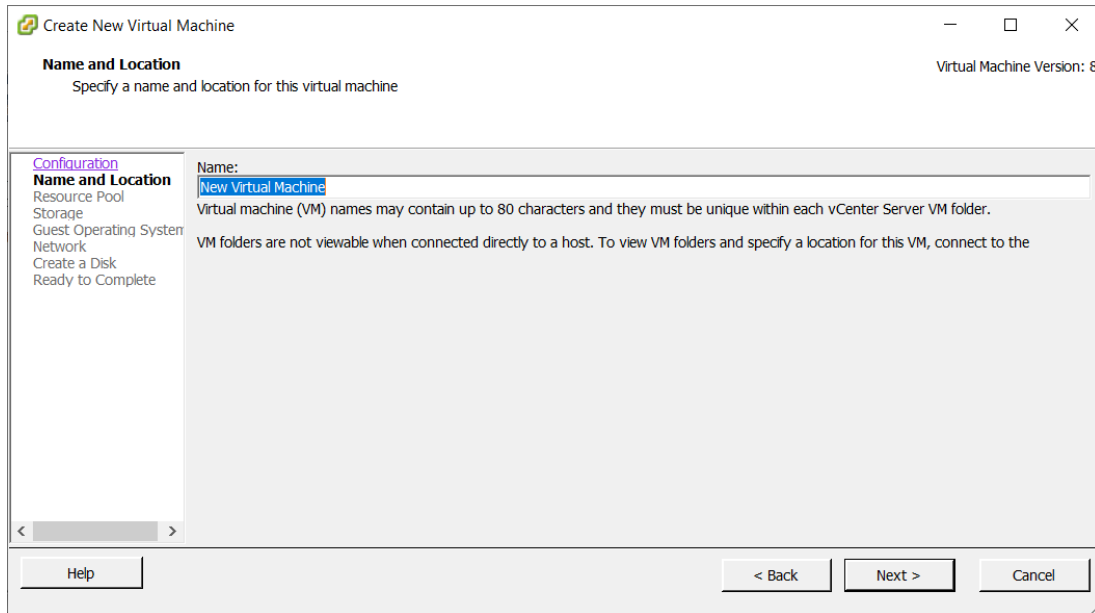 Create New Virtual Machine
Name and Location
Specify a name and location for this virtual machine
Virtual Machine Version: 8
Configuration
Name and Location
Resource Pool
Storage
Guest Operating System
Network
Create a Disk
Ready to Complete
Name:
New Virtual Machine
Virtual machine (VM) names may contain up to 80 characters and they must be unique within each vCenter Server VM folder.
VM folders are not viewable when connected directly to a host. To view VM folders and specify a location for this VM, connect to the
Help
< Back
Next >
Cancel